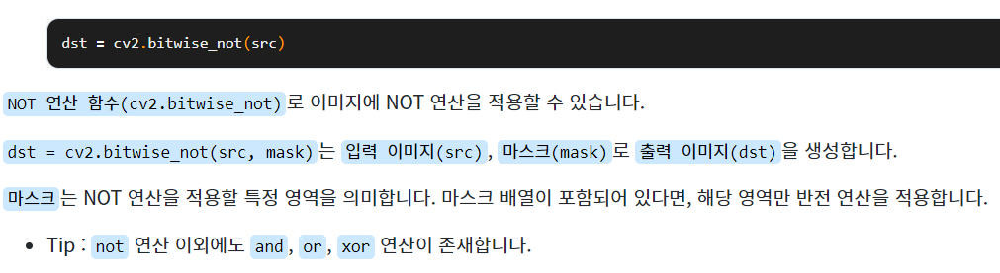 dst = cv2.bitwise_not(src)
NOT 연산 함수(cv2.bitwise_not)로 이미지에 NOT 연산을 적용할 수 있습니다.
dst = cv2.bitwise_not(src, mask)는 입력 이미지(src), 마스크(mask)로 출력 이미지(dst)을 생성합니다.
마스크는 NOT 연산을 적용할 특정 영역을 의미합니다. 마스크 배열이 포함되어 있다면, 해당 영역만 반전 연산을 적용합니다.
• Tip : not 연산 이외에도 and, or, xor 연산이 존재합니다.